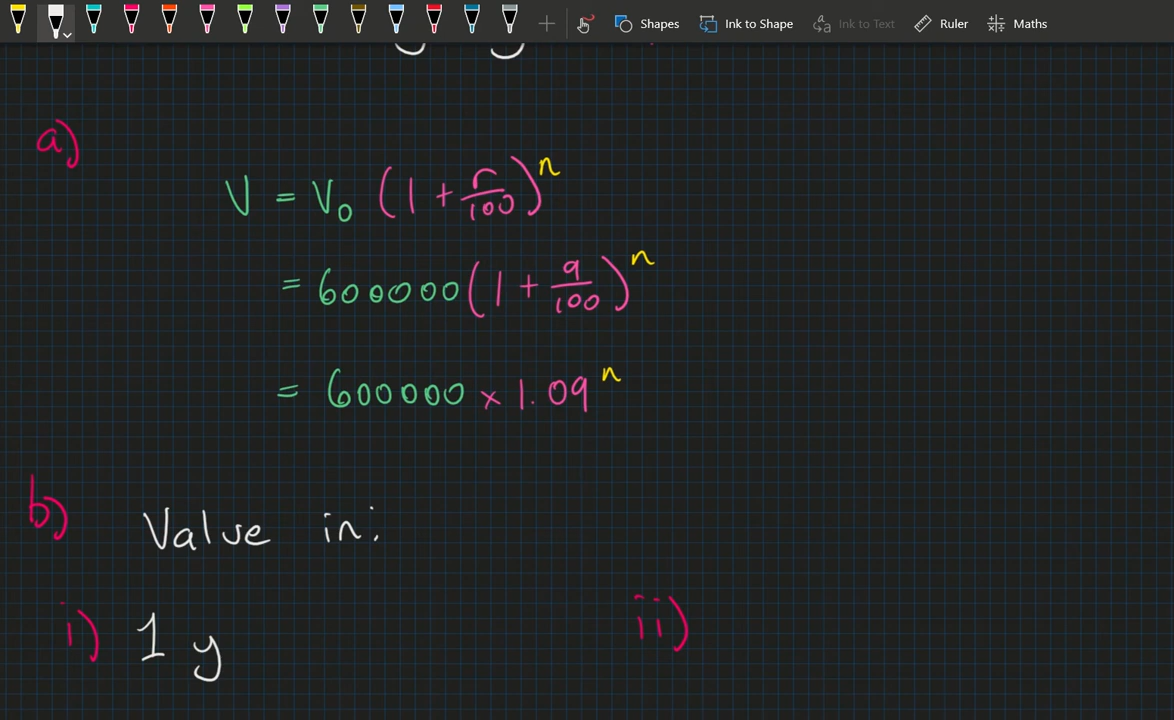 Shapes Ink to Shape Ink to Text Ruler Maths
a)
V = V₀ (1 + r/100)ⁿ
= 600000 (1 + 9/100)ⁿ
= 600000 × 1.09ⁿ
b) Value in:
i) 1 y ii)